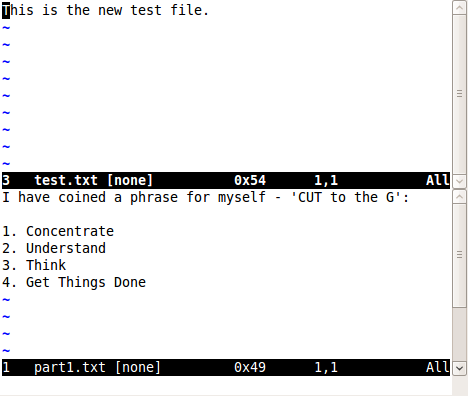 This is the new test file.
~
~
~
~
~
~
~
~
~
3   test.txt [none]          0x54      1,1           All
I have coined a phrase for myself - 'CUT to the G':

1. Concentrate
2. Understand
3. Think
4. Get Things Done
~
~
~
~
1   part1.txt [none]         0x49      1,1           All